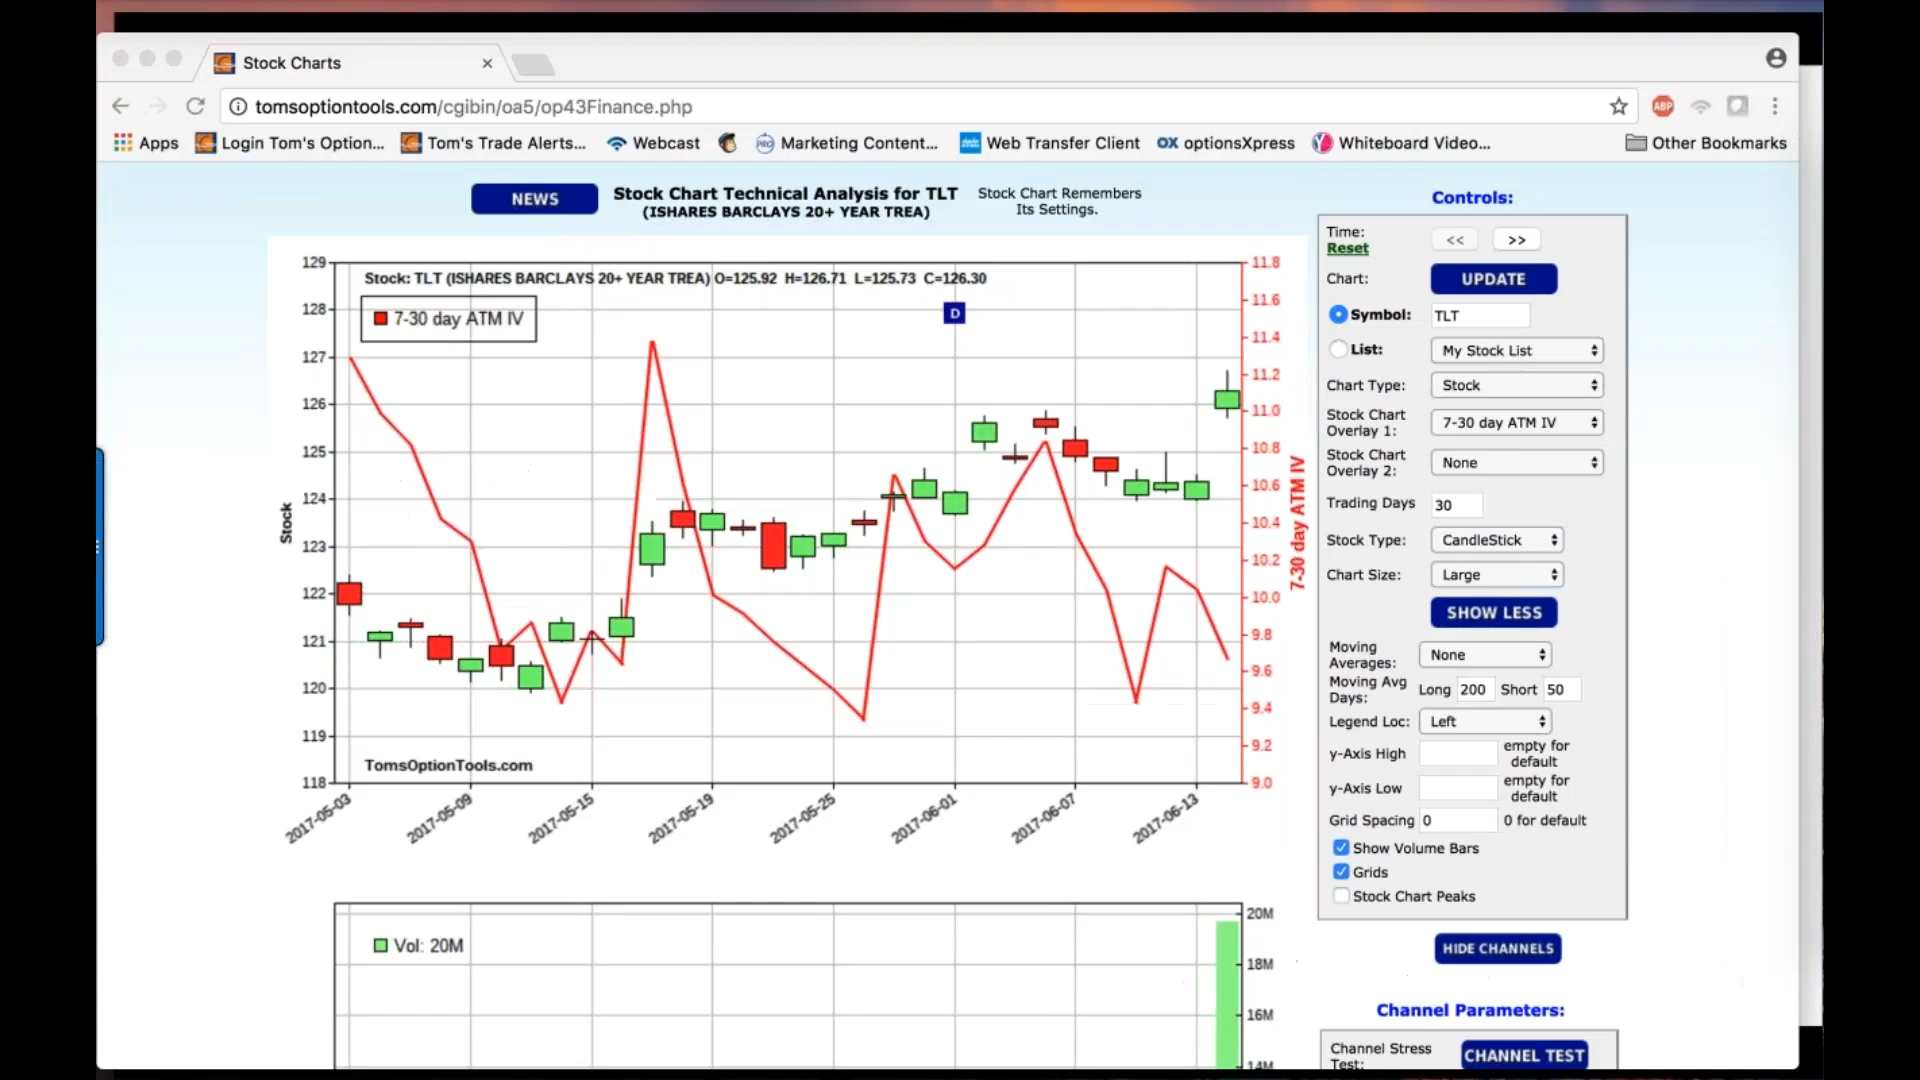 Stock Charts
tomsoptiontools.com/cgibin/oa5/op43Finance.php
ABP
Apps
Login Tom's Option...
Tom's Trade Alerts...
Webcast
PRO
Marketing Content...
Web Transfer Client
OX optionsXpress
Whiteboard Video...
Other Bookmarks
NEWS
Stock Chart Technical Analysis for TLT
(ISHARES BARCLAYS 20+ YEAR TREA)
Stock Chart Remembers
Its Settings.
Stock: TLT (ISHARES BARCLAYS 20+ YEAR TREA) O=125.92 H=126.71 L=125.73 C=126.30
7-30 day ATM IV
D
129
128
127
126
125
124
123
122
121
120
119
118
Stock
11.8
11.6
11.4
11.2
11.0
10.8
10.6
10.4
10.2
10.0
9.8
9.6
9.4
9.2
9.0
7-30 day ATM IV
TomsOptionTools.com
2017-05-03
2017-05-09
2017-05-15
2017-05-19
2017-05-25
2017-06-01
2017-06-07
2017-06-13
Vol: 20M
20M
18M
16M
14M
Controls:
Time:
Reset
<<
>>
Chart:
UPDATE
Symbol:
TLT
List:
My Stock List
Chart Type:
Stock
Stock Chart
Overlay 1:
7-30 day ATM IV
Stock Chart
Overlay 2:
None
Trading Days
30
Stock Type:
CandleStick
Chart Size:
Large
SHOW LESS
Moving
Averages:
None
Moving Avg
Days:
Long 200 Short 50
Legend Loc:
Left
y-Axis High
empty for
default
y-Axis Low
empty for
default
Grid Spacing 0 0 for default
Show Volume Bars
Grids
Stock Chart Peaks
HIDE CHANNELS
Channel Parameters:
Channel Stress
Test:
CHANNEL TEST